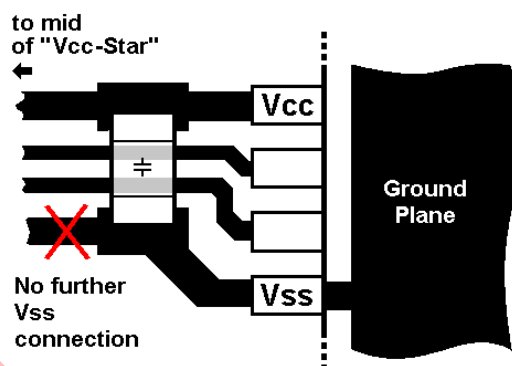 to mid
of "Vcc-Star"
Vcc
Ground
Plane
Vss
No further
Vss
connection